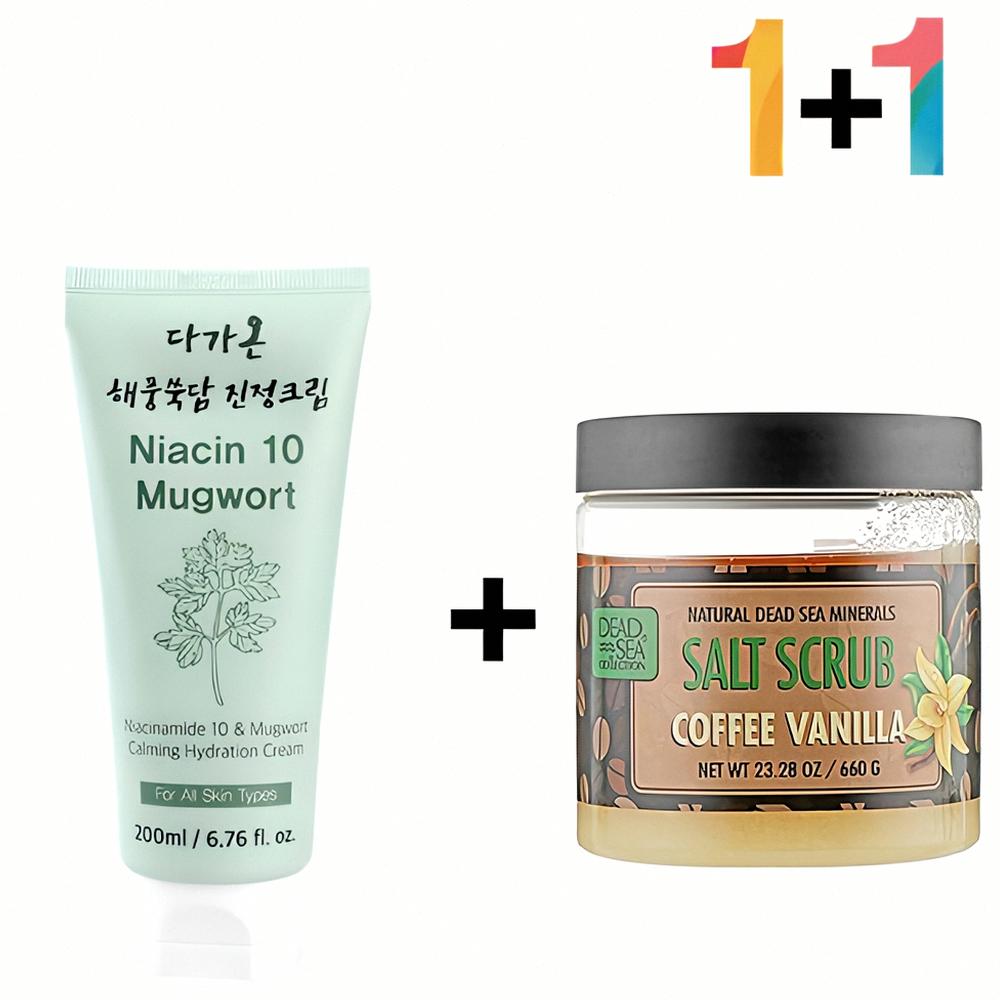 1+1
다가온
해풍쑥담 진정크림
Niacin 10
Mugwort
Niacinamide 10 & Mugwort
Calming Hydration Cream
For All Skin Types
200ml / 6.76 fl. oz.
+
NATURAL DEAD SEA MINERALS
DEAD
SEA
COLLECTION
SALT SCRUB
COFFEE VANILLA
NET WT 23.28 OZ / 660 G